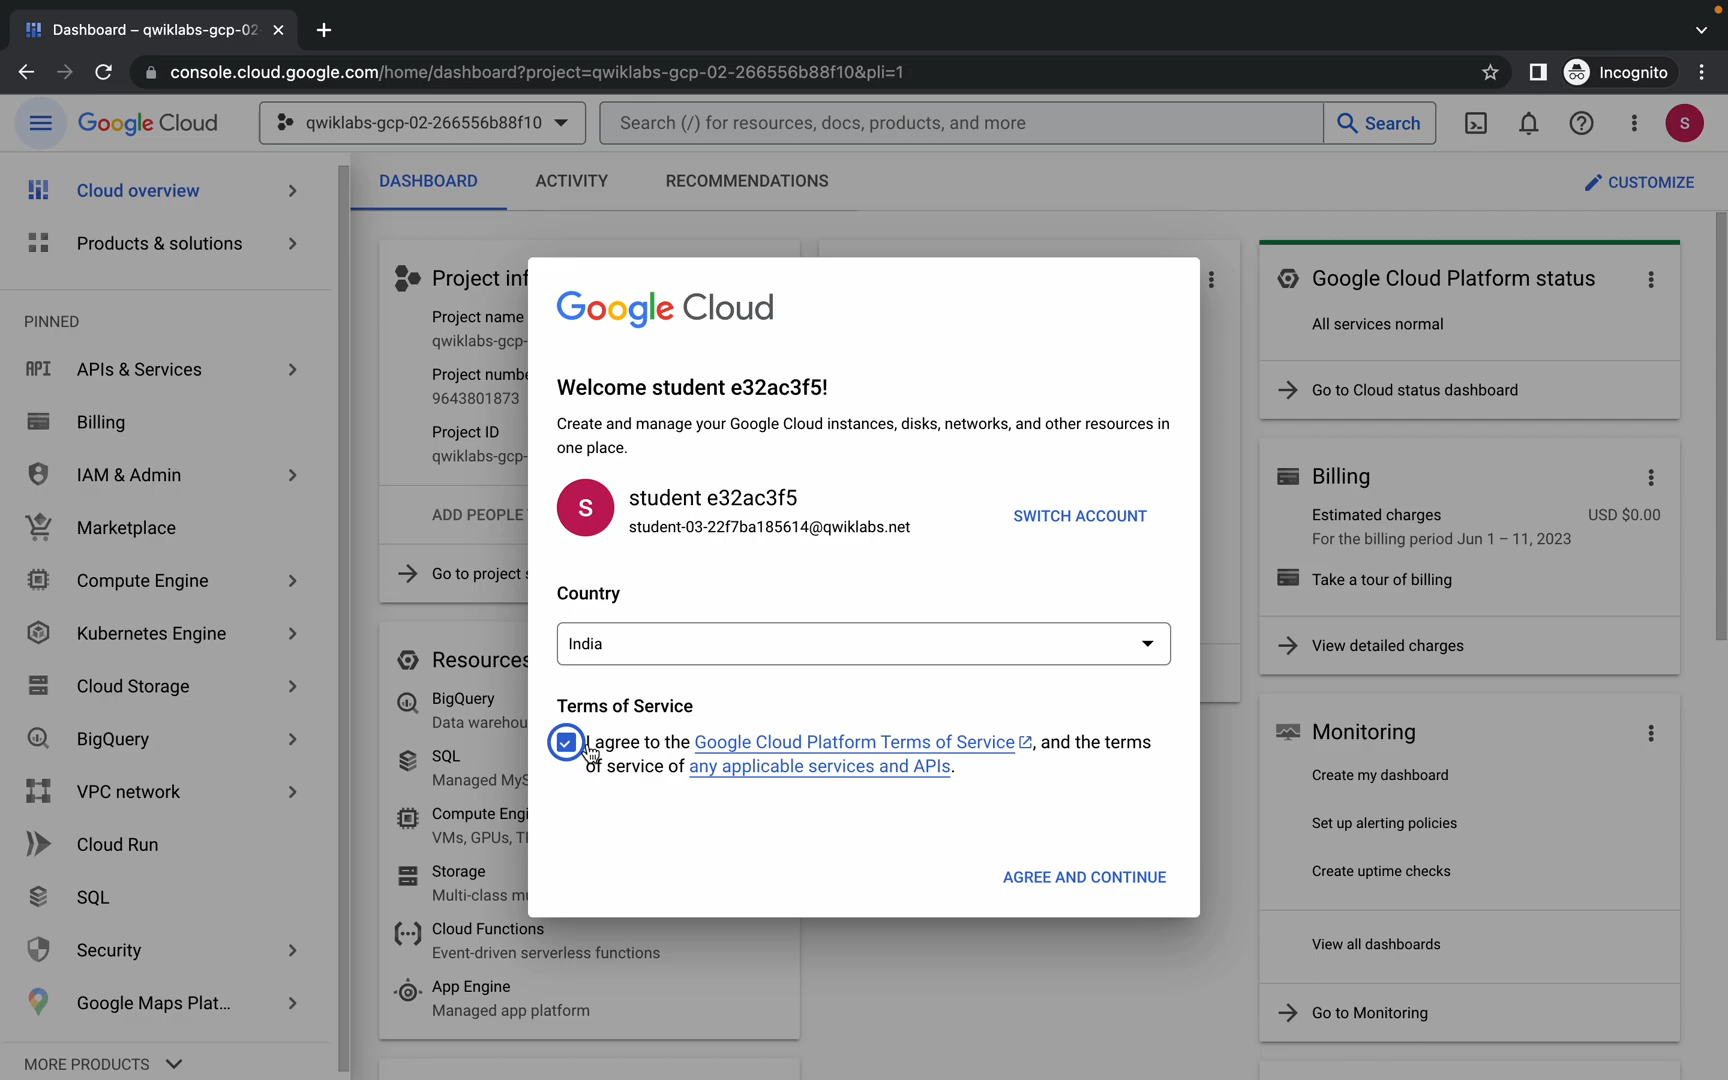 Dashboard – qwiklabs-gcp-02-
console.cloud.google.com/home/dashboard?project=qwiklabs-gcp-02-266556b88f10&pli=1
Incognito
Google Cloud
qwiklabs-gcp-02-266556b88f10
Search (/) for resources, docs, products, and more
Search
S
Cloud overview
Products & solutions
PINNED
API APIs & Services
Billing
IAM & Admin
Marketplace
Compute Engine
Kubernetes Engine
Cloud Storage
BigQuery
VPC network
Cloud Run
SQL
Security
Google Maps Plat...
MORE PRODUCTS
DASHBOARD
ACTIVITY
RECOMMENDATIONS
CUSTOMIZE
Project inf
Project name
qwiklabs-gcp-
Project numbe
9643801873
Project ID
qwiklabs-gcp-
ADD PEOPLE T
Go to project s
Resources
BigQuery
Data warehou
SQL
Managed MyS
Compute Engi
VMs, GPUs, T
Storage
Multi-class mu
Cloud Functions
Event-driven serverless functions
App Engine
Managed app platform
Google Cloud
Welcome student e32ac3f5!
Create and manage your Google Cloud instances, disks, networks, and other resources in
one place.
S
student e32ac3f5
student-03-22f7ba185614@qwiklabs.net
SWITCH ACCOUNT
Country
India
Terms of Service
I agree to the Google Cloud Platform Terms of Service, and the terms
of service of any applicable services and APIs.
AGREE AND CONTINUE
Google Cloud Platform status
All services normal
Go to Cloud status dashboard
Billing
Estimated charges USD $0.00
For the billing period Jun 1 – 11, 2023
Take a tour of billing
View detailed charges
Monitoring
Create my dashboard
Set up alerting policies
Create uptime checks
View all dashboards
Go to Monitoring